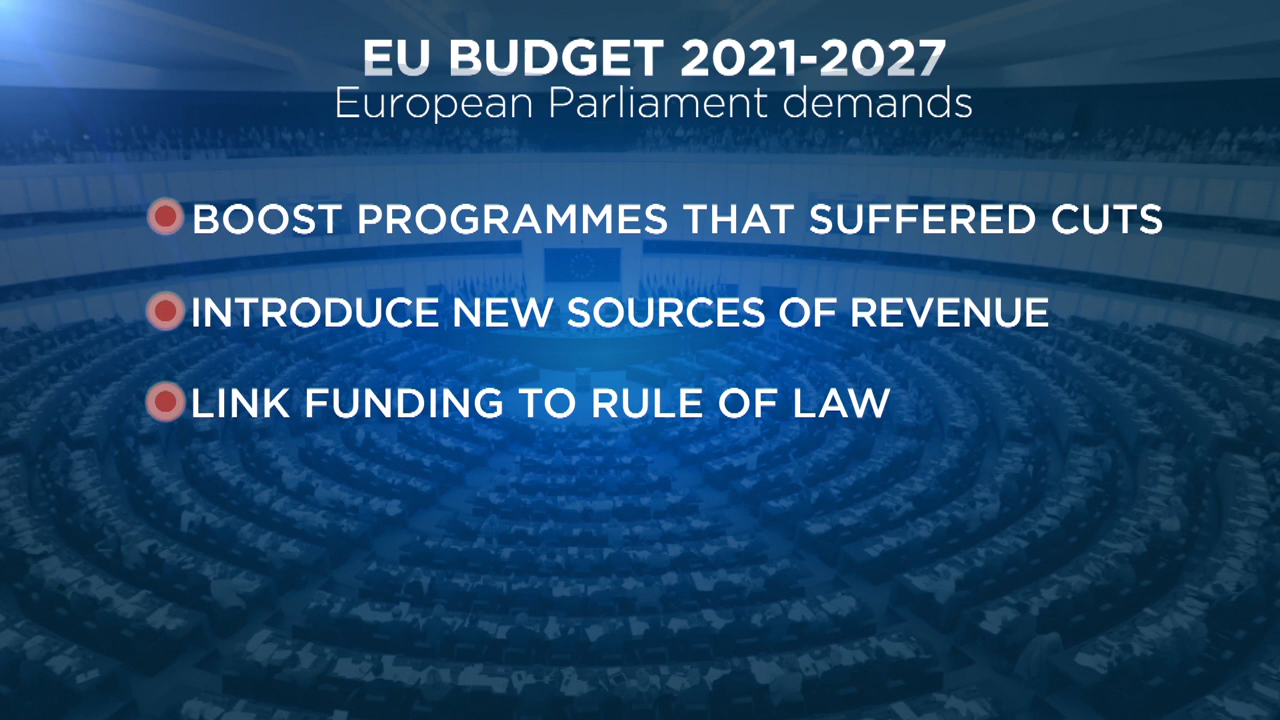 EU BUDGET 2021-2027
European Parliament demands
BOOST PROGRAMMES THAT SUFFERED CUTS
INTRODUCE NEW SOURCES OF REVENUE
LINK FUNDING TO RULE OF LAW